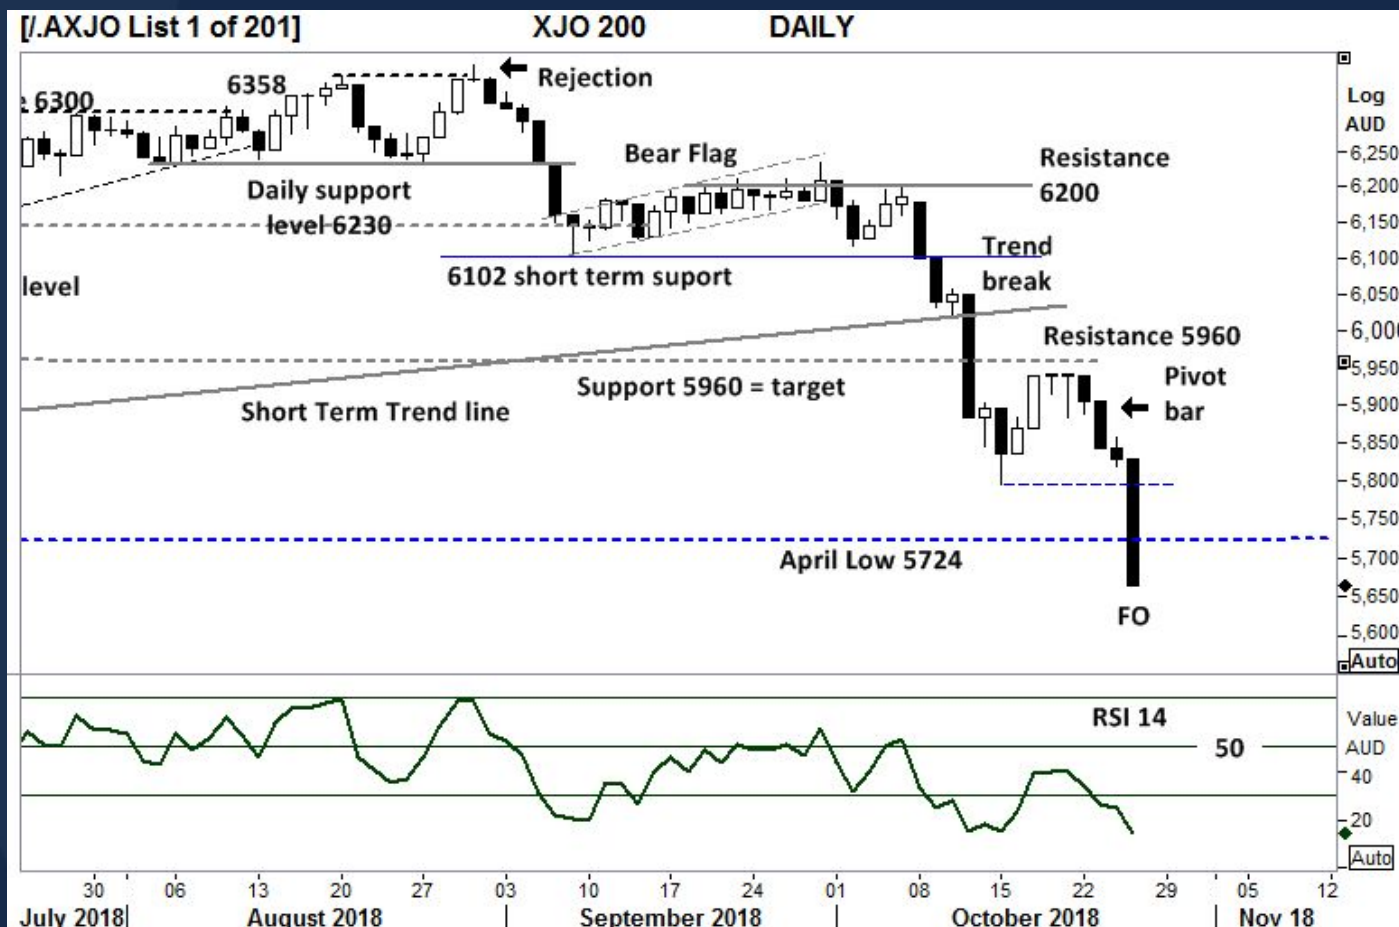 [/.AXJO List 1 of 201] XJO 200 DAILY
Rejection
6358
e 6300
Log
AUD
Bear Flag
Resistance
6200
Daily support
level 6230
6,250
6,200
6,150
6,100
6,050
6,000
5,950
5,900
5,850
5,800
5,750
5,700
5,650
5,600
Auto
Trend
break
6102 short term suport
level
Resistance 5960
Support 5960 = target
Pivot
bar
Short Term Trend line
April Low 5724
FO
RSI 14
50
Value
AUD
40
20
Auto
30 06 13 20 27 03 10 17 24 01 08 15 22 29 05 12
July 2018 August 2018 September 2018 October 2018 Nov 18